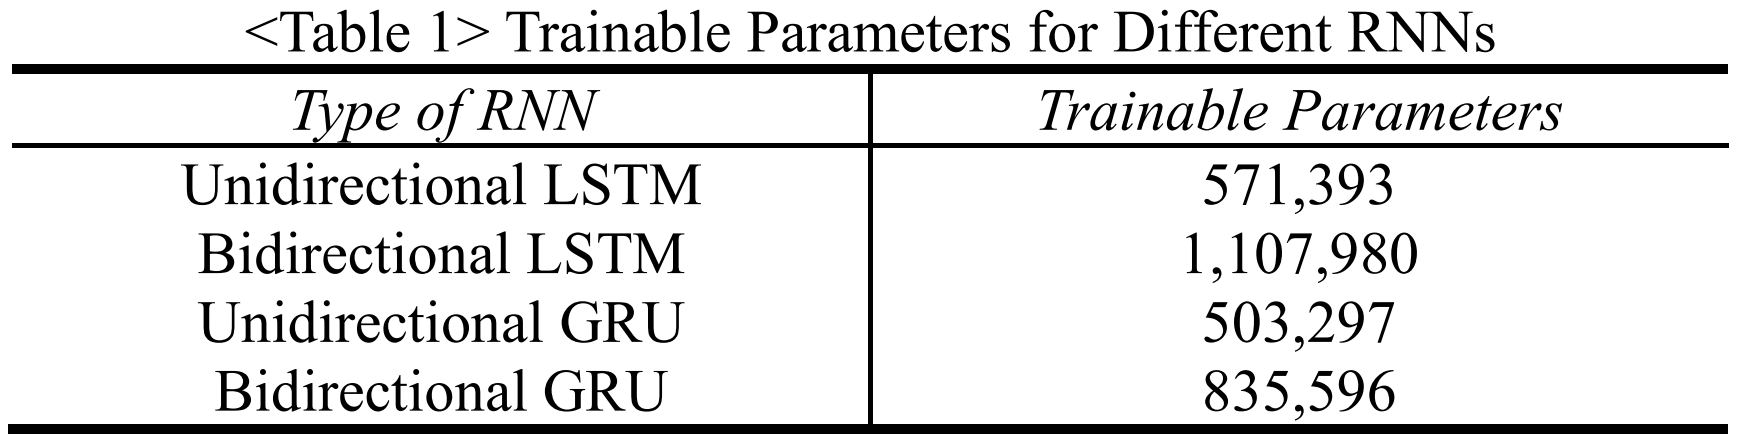 <Table 1> Trainable Parameters for Different RNNs
Type of RNN Trainable Parameters
Unidirectional LSTM 571,393
Bidirectional LSTM 1,107,980
Unidirectional GRU 503,297
Bidirectional GRU 835,596